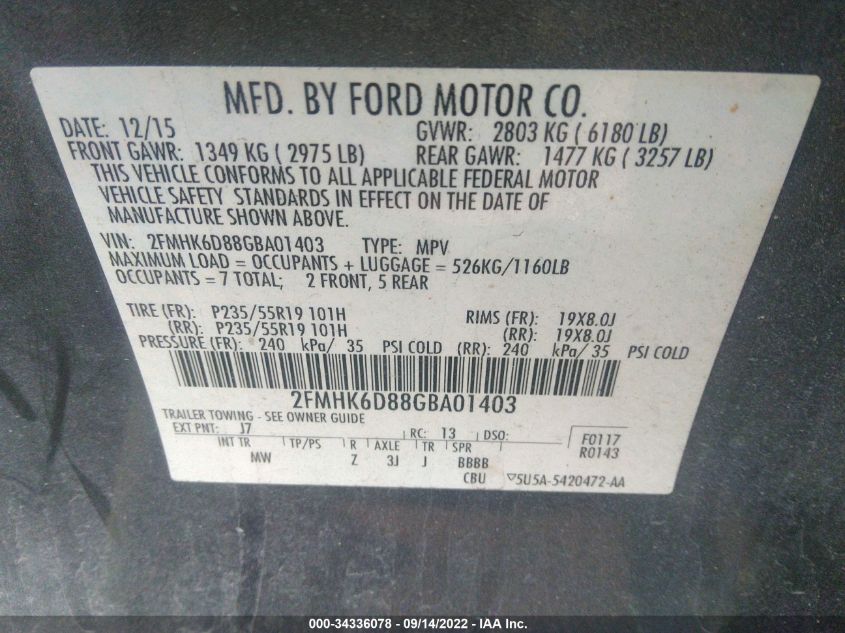 MFD. BY FORD MOTOR CO.
DATE: 12/15 GVWR: 2803 KG ( 6180 LB)
FRONT GAWR: 1349 KG ( 2975 LB) REAR GAWR: 1477 KG ( 3257 LB)
THIS VEHICLE CONFORMS TO ALL APPLICABLE FEDERAL MOTOR
VEHICLE SAFETY STANDARDS IN EFFECT ON THE DATE OF
MANUFACTURE SHOWN ABOVE.
VIN: 2FMHK6D88GBA01403 TYPE: MPV
MAXIMUM LOAD = OCCUPANTS + LUGGAGE = 526KG/1160LB
OCCUPANTS = 7 TOTAL; 2 FRONT, 5 REAR
TIRE (FR): P235/55R19 101H RIMS (FR): 19X8.0J
(RR): P235/55R19 101H (RR): 19X8.0J
PRESSURE (FR): 240 kPa/ 35 PSI COLD (RR): 240 kPa/ 35 PSI COLD
2FMHK6D88GBA01403
TRAILER TOWING - SEE OWNER GUIDE
EXT PNT: J7 RC: 13 DSO: F0117
R0143
INT TR TP/PS R AXLE TR SPR
MW Z 3J J BBBB
CBU ▽5U5A-5420472-AA
000-34336078 - 09/14/2022 - IAA Inc.